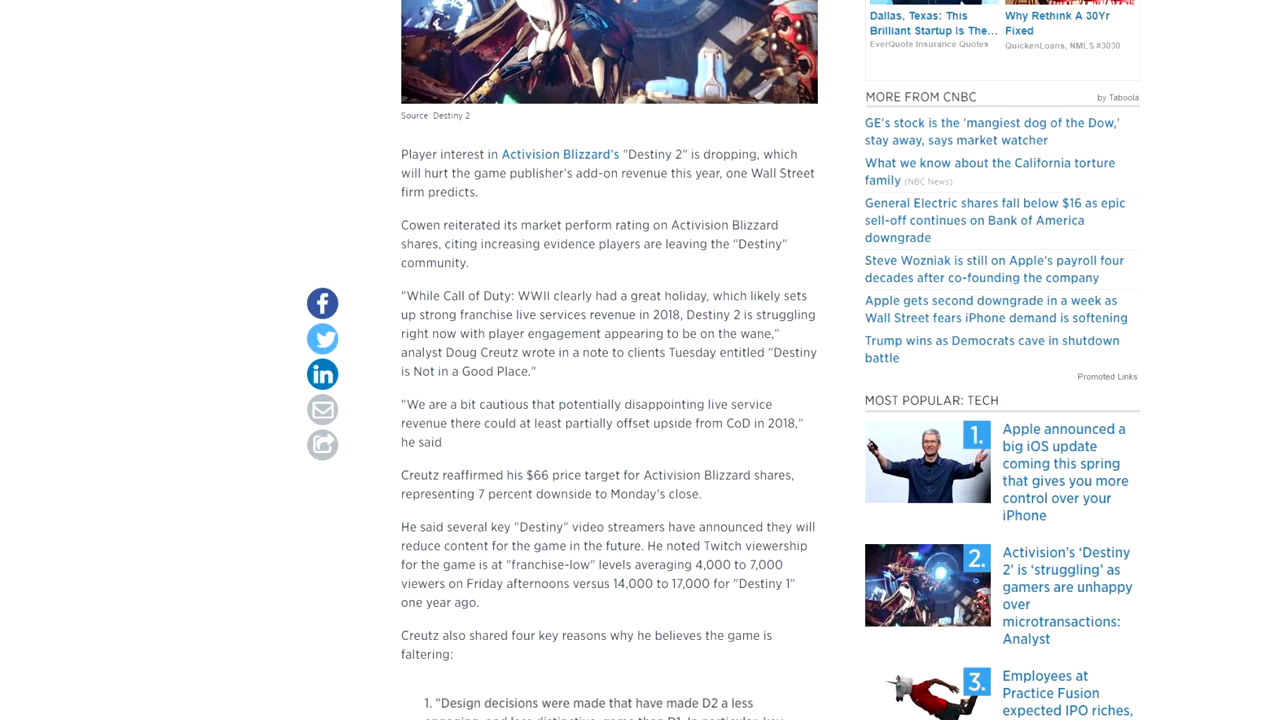 Dallas, Texas: This
Brilliant Startup Is The...
EverQuote Insurance Quotes
Why Rethink A 30Yr
Fixed
QuickenLoans, NMLS #3030
MORE FROM CNBC
by Taboola
GE's stock is the 'mangiest dog of the Dow,'
stay away, says market watcher
What we know about the California torture
family (NBC News)
General Electric shares fall below $16 as epic
sell-off continues on Bank of America
downgrade
Steve Wozniak is still on Apple's payroll four
decades after co-founding the company
Apple gets second downgrade in a week as
Wall Street fears iPhone demand is softening
Trump wins as Democrats cave in shutdown
battle
Promoted Links
MOST POPULAR: TECH
1.
Apple announced a
big iOS update
coming this spring
that gives you more
control over your
iPhone
2.
Activision's 'Destiny
2' is 'struggling' as
gamers are unhappy
over
microtransactions:
Analyst
3.
Employees at
Practice Fusion
expected IPO riches,
Source: Destiny 2
Player interest in Activision Blizzard's "Destiny 2" is dropping, which
will hurt the game publisher's add-on revenue this year, one Wall Street
firm predicts.
Cowen reiterated its market perform rating on Activision Blizzard
shares, citing increasing evidence players are leaving the "Destiny"
community.
"While Call of Duty: WWII clearly had a great holiday, which likely sets
up strong franchise live services revenue in 2018, Destiny 2 is struggling
right now with player engagement appearing to be on the wane,"
analyst Doug Creutz wrote in a note to clients Tuesday entitled "Destiny
is Not in a Good Place."
"We are a bit cautious that potentially disappointing live service
revenue there could at least partially offset upside from CoD in 2018,"
he said
Creutz reaffirmed his $66 price target for Activision Blizzard shares,
representing 7 percent downside to Monday's close.
He said several key "Destiny" video streamers have announced they will
reduce content for the game in the future. He noted Twitch viewership
for the game is at "franchise-low" levels averaging 4,000 to 7,000
viewers on Friday afternoons versus 14,000 to 17,000 for "Destiny 1"
one year ago.
Creutz also shared four key reasons why he believes the game is
faltering:
1. "Design decisions were made that have made D2 a less